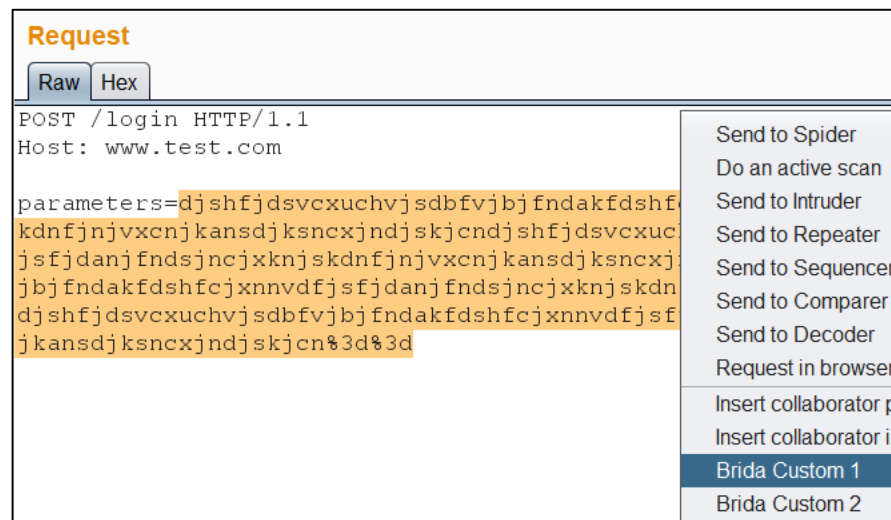 Request
Raw
Hex
POST /login HTTP/1.1
Host: www.test.com
parameters=djshfjdsvcxuchvjsdbfvjbjfndakfdshf
kdnfjnjvxcnjkansdjksncxjndjskjcndjshfjdsvcxuc
jsfjdanjfndsjncjxknjskdnfjnjvxcnjkansdjksncxj
jbjfndakfdshfcjxnnvdfjsfjdanjfndsjncjxknjskdn
djshfjdsvcxuchvjsdbfvjbjfndakfdshfcjxnnvdfjsf
jkansdjksncxjndjskjcn%3d%3d
Send to Spider
Do an active scan
Send to Intruder
Send to Repeater
Send to Sequencer
Send to Comparer
Send to Decoder
Request in browser
Insert collaborator p
Insert collaborator i
Brida Custom 1
Brida Custom 2